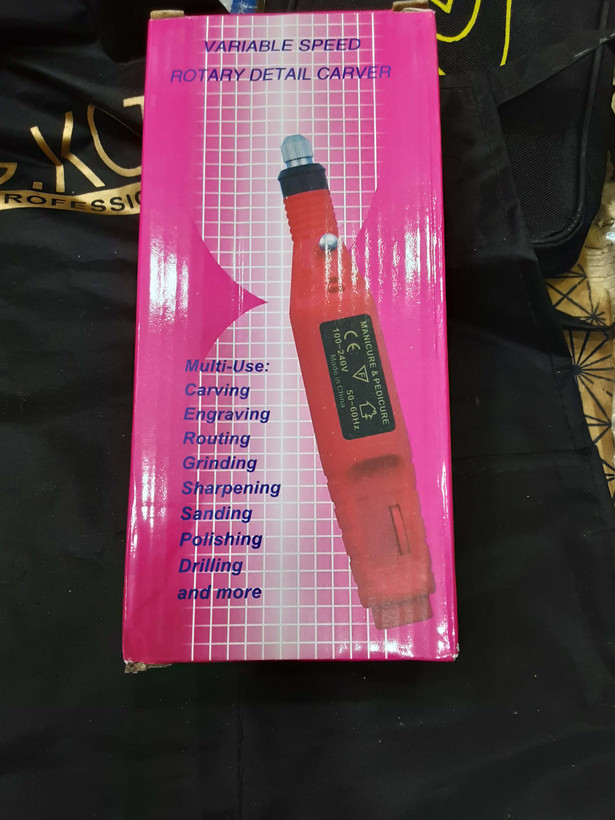 VARIABLE SPEED
ROTARY DETAIL CARVER
MANICURE & PEDICURE
CE
100~240V 50~60Hz
Made in China
Multi-Use:
Carving
Engraving
Routing
Grinding
Sharpening
Sanding
Polishing
Drilling
and more